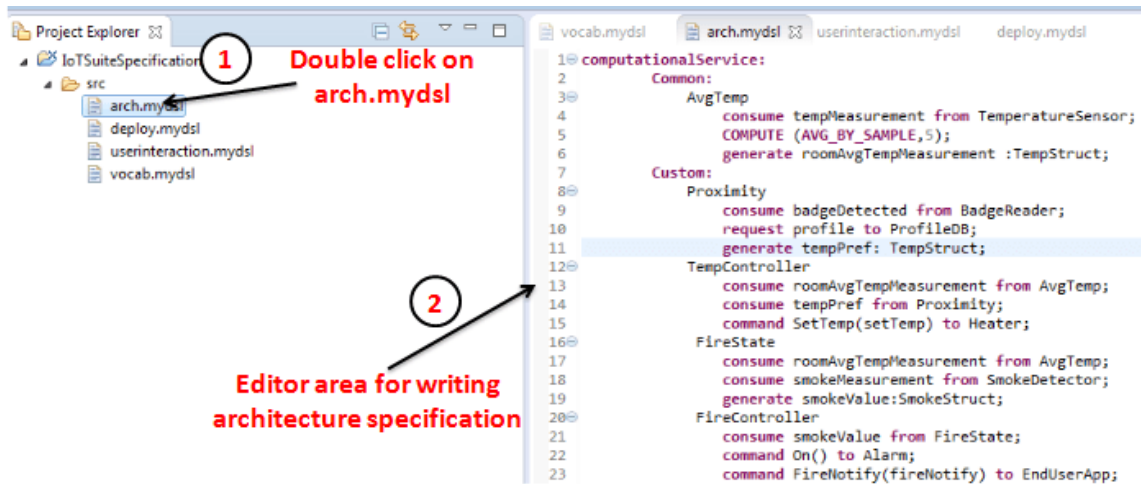 Project Explorer
IoTSuiteSpecification
src
arch.mydsl
deploy.mydsl
userinteraction.mydsl
vocab.mydsl
1
Double click on
arch.mydsl
2
Editor area for writing
architecture specification
vocab.mydsl arch.mydsl userinteraction.mydsl deploy.mydsl
1 computationalService:
2 Common:
3 AvgTemp
4 consume tempMeasurement from TemperatureSensor;
5 COMPUTE (AVG_BY_SAMPLE,5);
6 generate roomAvgTempMeasurement :TempStruct;
7 Custom:
8 Proximity
9 consume badgeDetected from BadgeReader;
10 request profile to ProfileDB;
11 generate tempPref: TempStruct;
12 TempController
13 consume roomAvgTempMeasurement from AvgTemp;
14 consume tempPref from Proximity;
15 command SetTemp(setTemp) to Heater;
16 FireState
17 consume roomAvgTempMeasurement from AvgTemp;
18 consume smokeMeasurement from SmokeDetector;
19 generate smokeValue:SmokeStruct;
20 FireController
21 consume smokeValue from FireState;
22 command On() to Alarm;
23 command FireNotify(fireNotify) to EndUserApp;